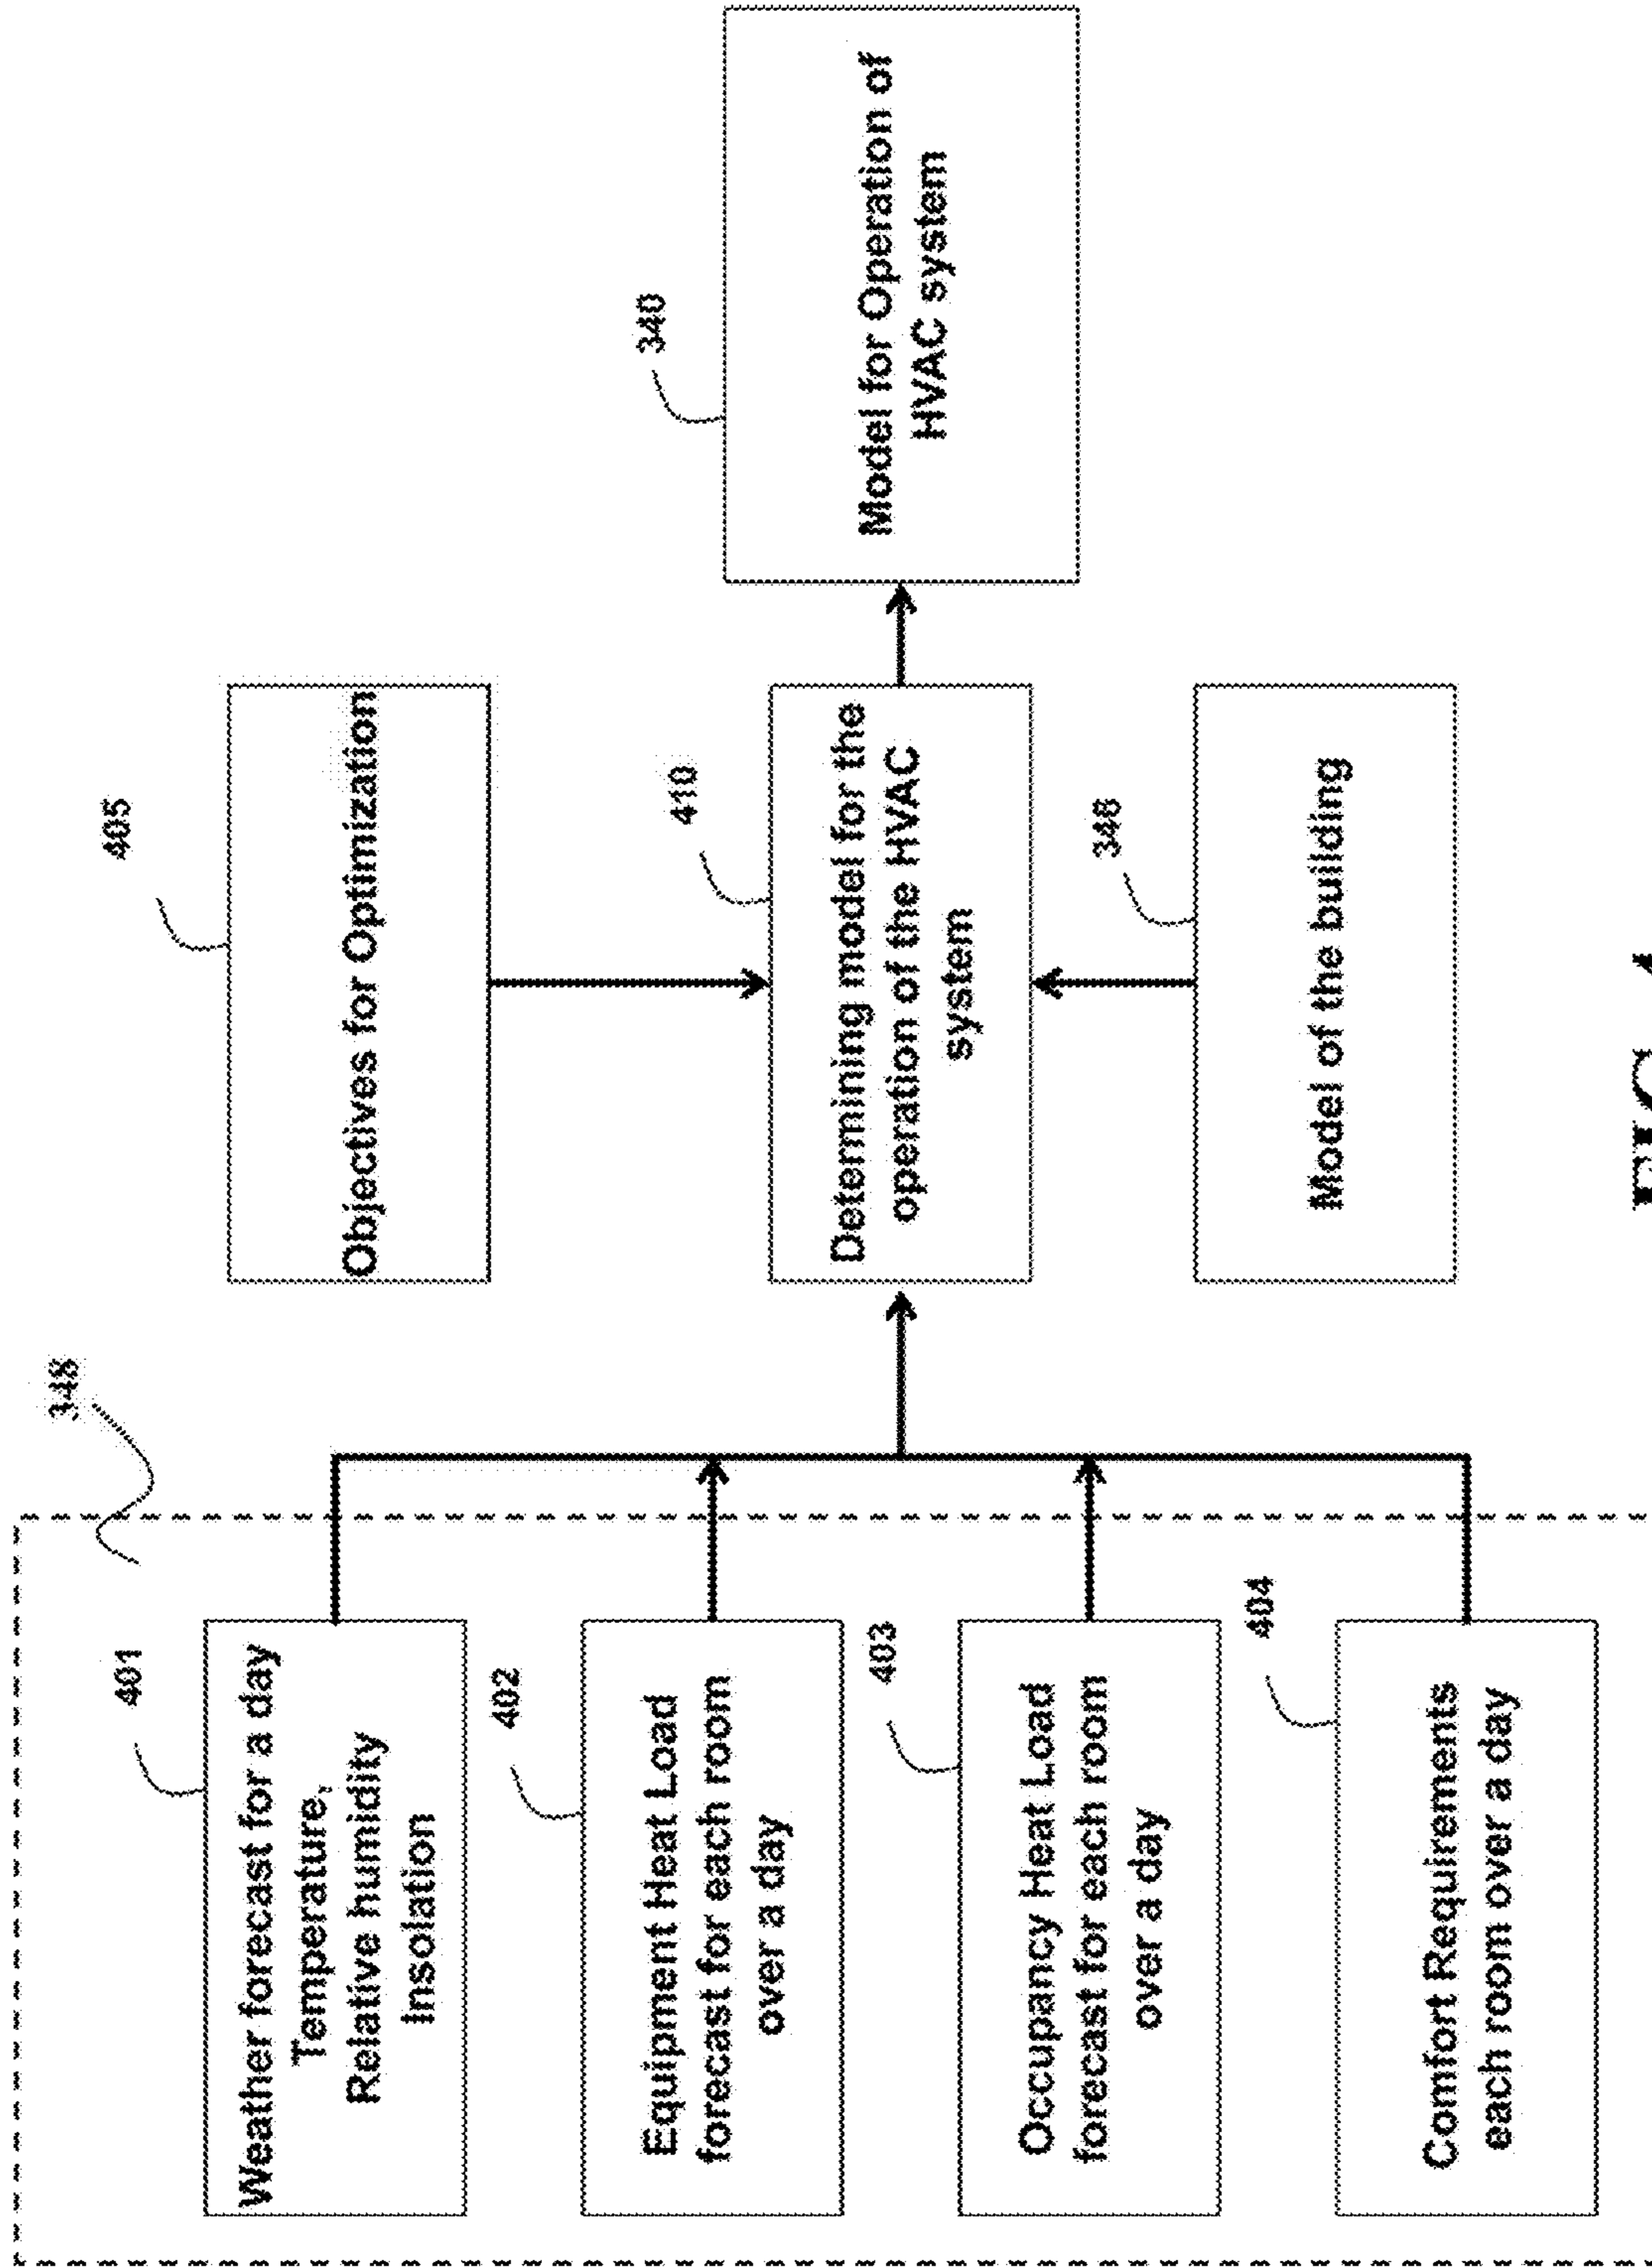 348
401
Weather forecast for a day
Temperature,
Relative humidity
Insolation
402
Equipment Heat Load
forecast for each room
over a day
403
Occupancy Heat Load
forecast for each room
over a day
404
Comfort Requirements
each room over a day
405
Objectives for Optimization
410
Determining model for the
operation of the HVAC
system
346
Model of the building
340
Model for Operation of
HVAC system